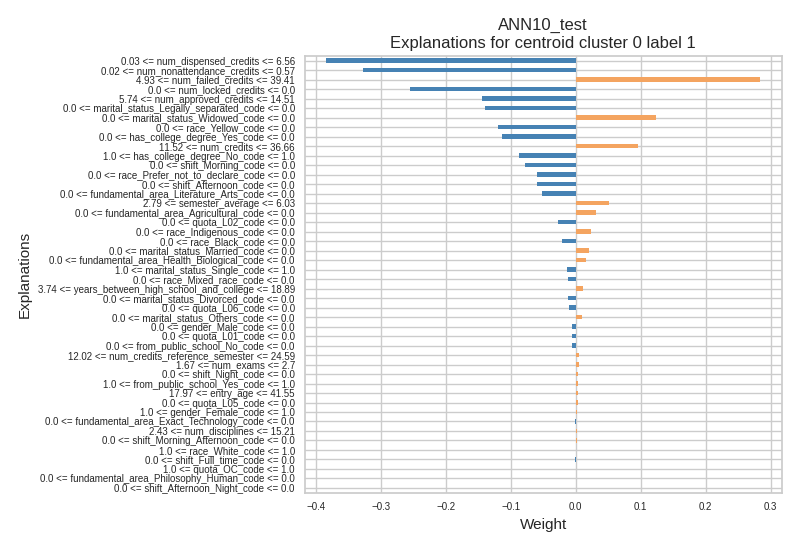 ANN10_test
Explanations for centroid cluster 0 label 1
0.03 <= num_dispensed_credits <= 6.56
0.02 <= num_nonattendance_credits <= 0.57
4.93 <= num_failed_credits <= 39.41
0.0 <= num_locked_credits <= 0.0
5.74 <= num_approved_credits <= 14.51
0.0 <= marital_status_Legally_separated_code <= 0.0
0.0 <= marital_status_Widowed_code <= 0.0
0.0 <= race_Yellow_code <= 0.0
0.0 <= has_college_degree_Yes_code <= 0.0
11.52 <= num_credits <= 36.66
1.0 <= has_college_degree_No_code <= 1.0
0.0 <= shift_Morning_code <= 0.0
0.0 <= race_Prefer_not_to_declare_code <= 0.0
0.0 <= shift_Afternoon_code <= 0.0
0.0 <= fundamental_area_Literature_Arts_code <= 0.0
2.79 <= semester_average <= 6.03
0.0 <= fundamental_area_Agricultural_code <= 0.0
0.0 <= quota_L02_code <= 0.0
0.0 <= race_Indigenous_code <= 0.0
0.0 <= race_Black_code <= 0.0
0.0 <= marital_status_Married_code <= 0.0
0.0 <= fundamental_area_Health_Biological_code <= 0.0
1.0 <= marital_status_Single_code <= 1.0
0.0 <= race_Mixed_race_code <= 0.0
3.74 <= years_between_high_school_and_college <= 18.89
0.0 <= marital_status_Divorced_code <= 0.0
0.0 <= quota_L06_code <= 0.0
0.0 <= marital_status_Others_code <= 0.0
0.0 <= gender_Male_code <= 0.0
0.0 <= quota_L01_code <= 0.0
0.0 <= from_public_school_No_code <= 0.0
12.02 <= num_credits_reference_semester <= 24.59
1.67 <= num_exams <= 2.7
0.0 <= shift_Night_code <= 0.0
1.0 <= from_public_school_Yes_code <= 1.0
17.97 <= entry_age <= 41.55
0.0 <= quota_L05_code <= 0.0
1.0 <= gender_Female_code <= 1.0
0.0 <= fundamental_area_Exact_Technology_code <= 0.0
2.43 <= num_disciplines <= 15.21
0.0 <= shift_Morning_Afternoon_code <= 0.0
1.0 <= race_White_code <= 1.0
0.0 <= shift_Full_time_code <= 0.0
1.0 <= quota_OC_code <= 1.0
0.0 <= fundamental_area_Philosophy_Human_code <= 0.0
0.0 <= shift_Afternoon_Night_code <= 0.0
Explanations
−0.4 −0.3 −0.2 −0.1 0.0 0.1 0.2 0.3
Weight